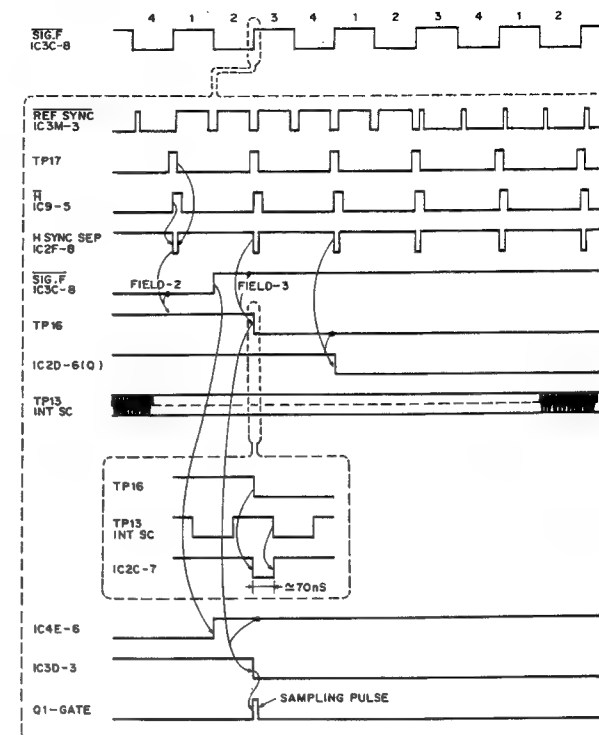 4 1 2 3 4 1 2 3 4 1 2
SIG.F
IC3C-8
REF SYNC
IC3M-3
TP17
H
IC9-5
H SYNC SEP
IC2F-8
SIG.F
IC3C-8
FIELD-2
FIELD-3
TP16
IC2D-6(Q)
TP13
INT SC
TP16
TP13
INT SC
IC2C-7
≃70nS
IC4E-6
IC3D-3
Q1-GATE
SAMPLING PULSE